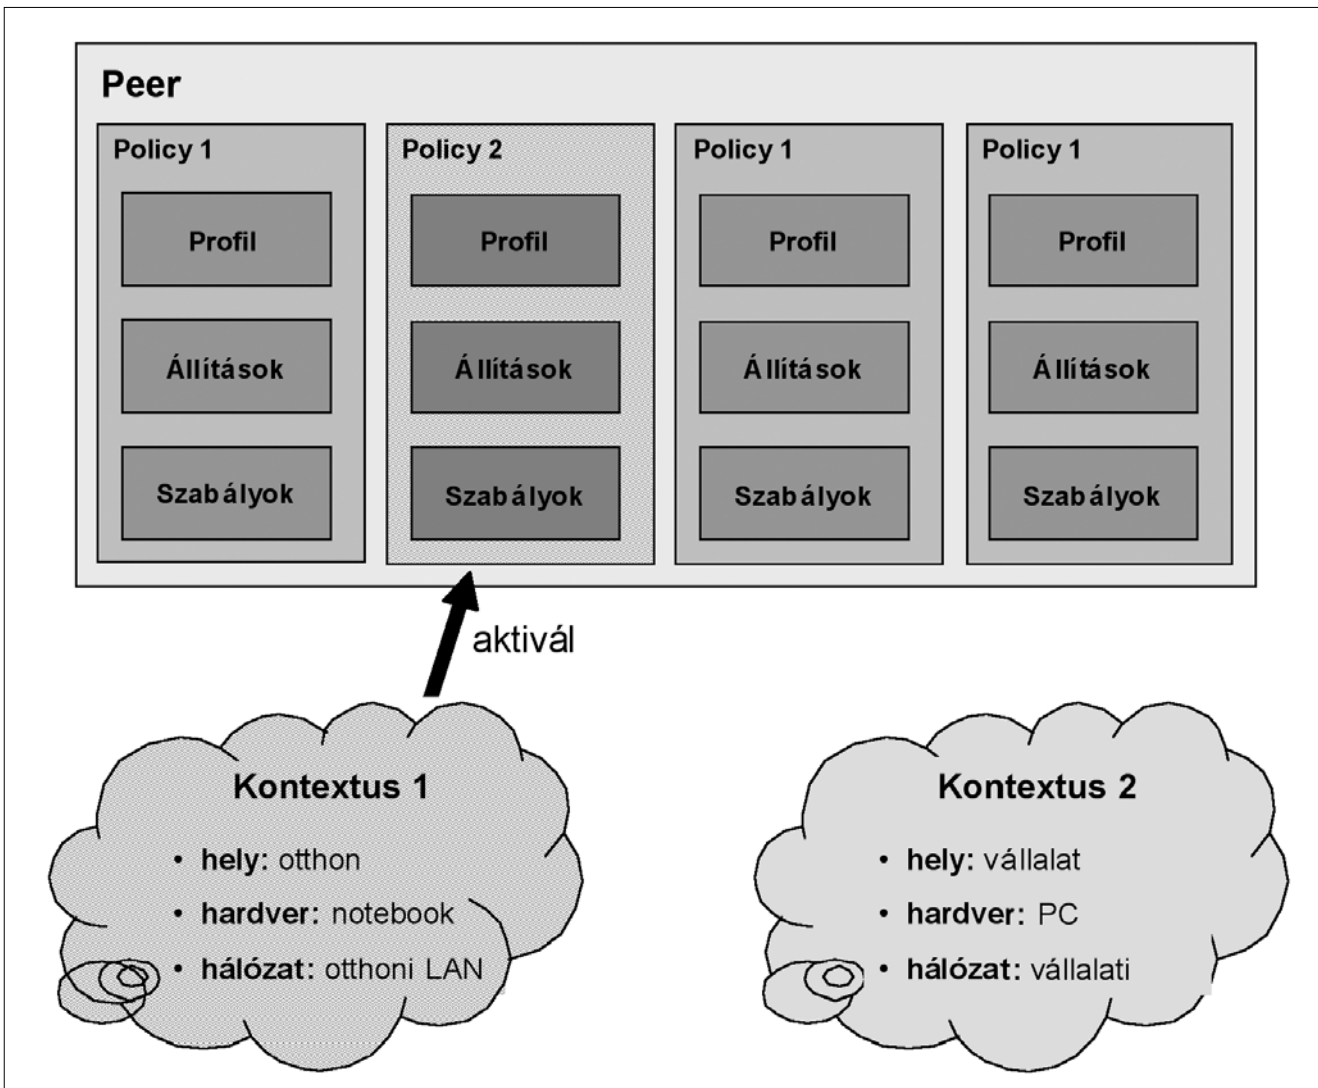 Peer
Policy 1
Profil
Állítások
Szabályok
Policy 2
Profil
Állítások
Szabályok
Policy 1
Profil
Állítások
Szabályok
Policy 1
Profil
Állítások
Szabályok
aktivál
Kontextus 1
• hely: otthon
• hardver: notebook
• hálózat: otthoni LAN
Kontextus 2
• hely: vállalat
• hardver: PC
• hálózat: vállalati